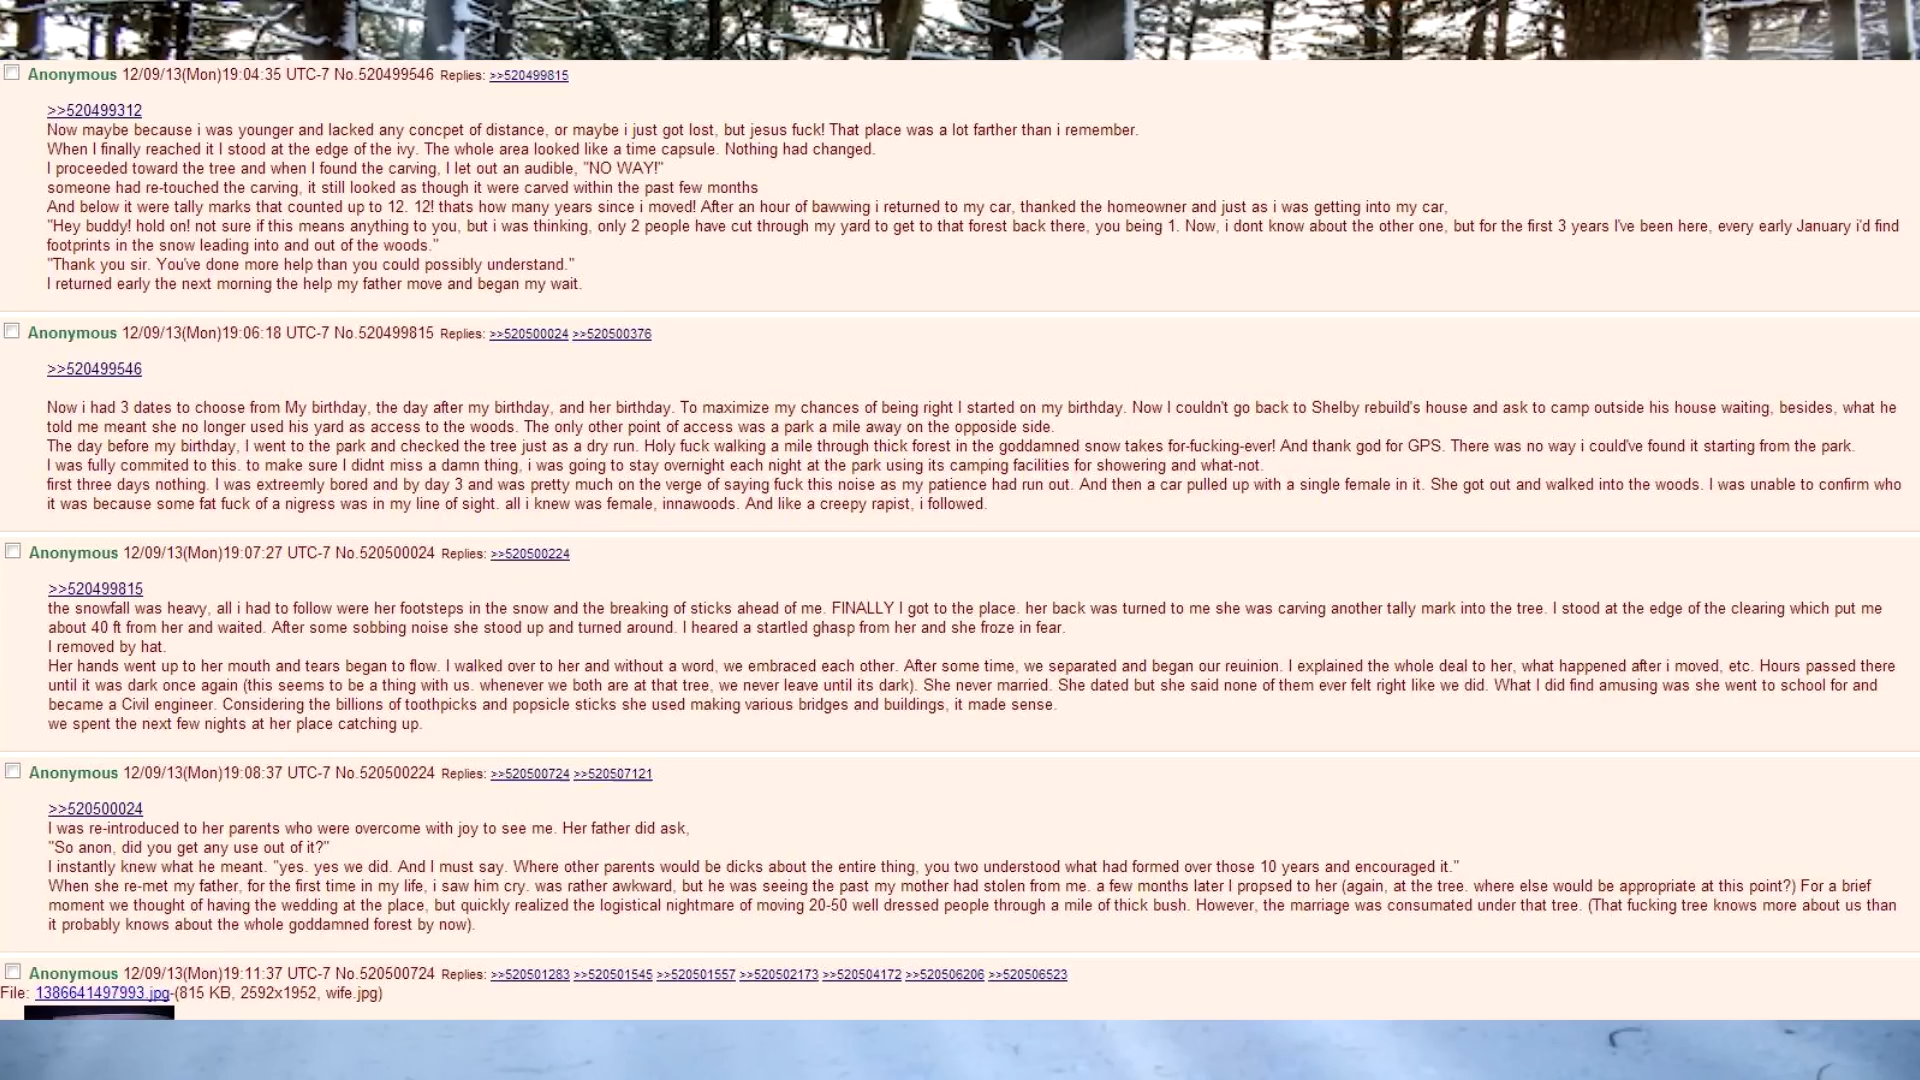 Anonymous 12/09/13(Mon)19:04:35 UTC-7 No.520499546 Replies: >>520499815
>>520499312
Now maybe because i was younger and lacked any concpet of distance, or maybe i just got lost, but jesus fuck! That place was a lot farther than i remember.
When I finally reached it I stood at the edge of the ivy. The whole area looked like a time capsule. Nothing had changed.
I proceeded toward the tree and when I found the carving, I let out an audible, "NO WAY!"
someone had re-touched the carving, it still looked as though it were carved within the past few months
And below it were tally marks that counted up to 12. 12! thats how many years since i moved! After an hour of bawwing i returned to my car, thanked the homeowner and just as i was getting into my car,
"Hey buddy! hold on! not sure if this means anything to you, but i was thinking, only 2 people have cut through my yard to get to that forest back there, you being 1. Now, i dont know about the other one, but for the first 3 years I've been here, every early January i'd find
footprints in the snow leading into and out of the woods."
"Thank you sir. You've done more help than you could possibly understand."
I returned early the next morning the help my father move and began my wait.
Anonymous 12/09/13(Mon)19:06:18 UTC-7 No.520499815 Replies: >>520500024 >>520500376
>>520499546
Now i had 3 dates to choose from My birthday, the day after my birthday, and her birthday. To maximize my chances of being right I started on my birthday. Now I couldn't go back to Shelby rebuild's house and ask to camp outside his house waiting, besides, what he
told me meant she no longer used his yard as access to the woods. The only other point of access was a park a mile away on the opposite side.
The day before my birthday, I went to the park and checked the tree just as a dry run. Holy fuck walking a mile through thick forest in the goddamned snow takes for-fucking-ever! And thank god for GPS. There was no way i could've found it starting from the park.
I was fully commited to this. to make sure I didnt miss a damn thing, i was going to stay overnight each night at the park using its camping facilities for showering and what-not.
first three days nothing. I was extreemly bored and by day 3 and was pretty much on the verge of saying fuck this noise as my patience had run out. And then a car pulled up with a single female in it. She got out and walked into the woods. I was unable to confirm who
it was because some fat fuck of a nigress was in my line of sight. all i knew was female, innawoods. And like a creepy rapist, i followed.
Anonymous 12/09/13(Mon)19:07:27 UTC-7 No.520500024 Replies: >>520500224
>>520499815
the snowfall was heavy, all i had to follow were her footsteps in the snow and the breaking of sticks ahead of me. FINALLY I got to the place. her back was turned to me she was carving another tally mark into the tree. I stood at the edge of the clearing which put me
about 40 ft from her and waited. After some sobbing noise she stood up and turned around. I heared a startled ghasp from her and she froze in fear.
I removed by hat.
Her hands went up to her mouth and tears began to flow. I walked over to her and without a word, we embraced each other. After some time, we separated and began our reuinion. I explained the whole deal to her, what happened after i moved, etc. Hours passed there
until it was dark once again (this seems to be a thing with us. whenever we both are at that tree, we never leave until its dark). She never married. She dated but she said none of them ever felt right like we did. What I did find amusing was she went to school for and
became a Civil engineer. Considering the billions of toothpicks and popsicle sticks she used making various bridges and buildings, it made sense.
we spent the next few nights at her place catching up.
Anonymous 12/09/13(Mon)19:08:37 UTC-7 No.520500224 Replies: >>520500724 >>520507121
>>520500024
I was re-introduced to her parents who were overcome with joy to see me. Her father did ask,
"So anon, did you get any use out of it?"
I instantly knew what he meant. "yes. yes we did. And I must say. Where other parents would be dicks about the entire thing, you two understood what had formed over those 10 years and encouraged it."
When she re-met my father, for the first time in my life, i saw him cry. was rather awkward, but he was seeing the past my mother had stolen from me. a few months later I propsed to her (again, at the tree. where else would be appropriate at this point?) For a brief
moment we thought of having the wedding at the place, but quickly realized the logistical nightmare of moving 20-50 well dressed people through a mile of thick bush. However, the marriage was consumated under that tree. (That fucking tree knows more about us than
it probably knows about the whole goddamned forest by now).
Anonymous 12/09/13(Mon)19:11:37 UTC-7 No.520500724 Replies: >>520501283 >>520501545 >>520501557 >>520502173 >>520504172 >>520506206 >>520506523
File: 1386641497993.jpg-(815 KB, 2592x1952, wife.jpg)